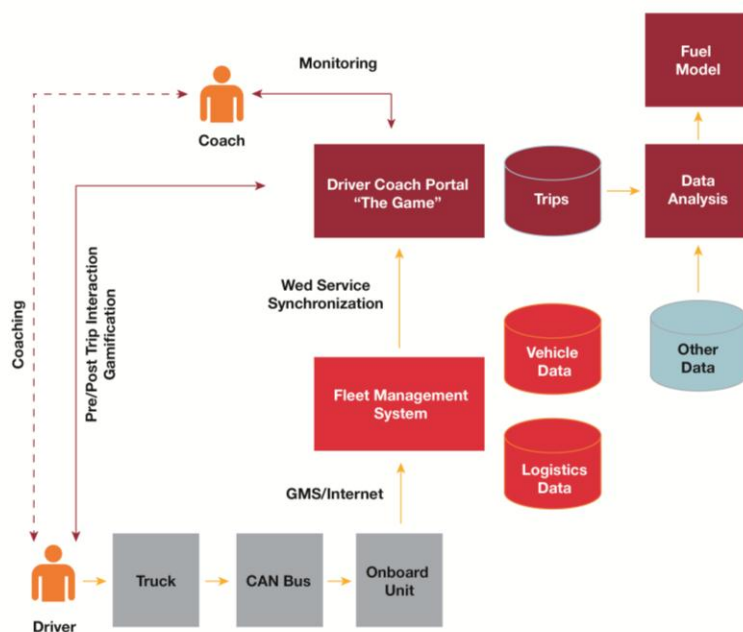 Monitoring
Fuel
Model
Coach
Driver Coach Portal
“The Game”
Trips
Data
Analysis
Wed Service
Synchronization
Coaching
Pre/Post Trip Interaction
Gamification
Vehicle
Data
Other
Data
Fleet Management
System
Logistics
Data
GMS/Internet
Truck
CAN Bus
Onboard
Unit
Driver